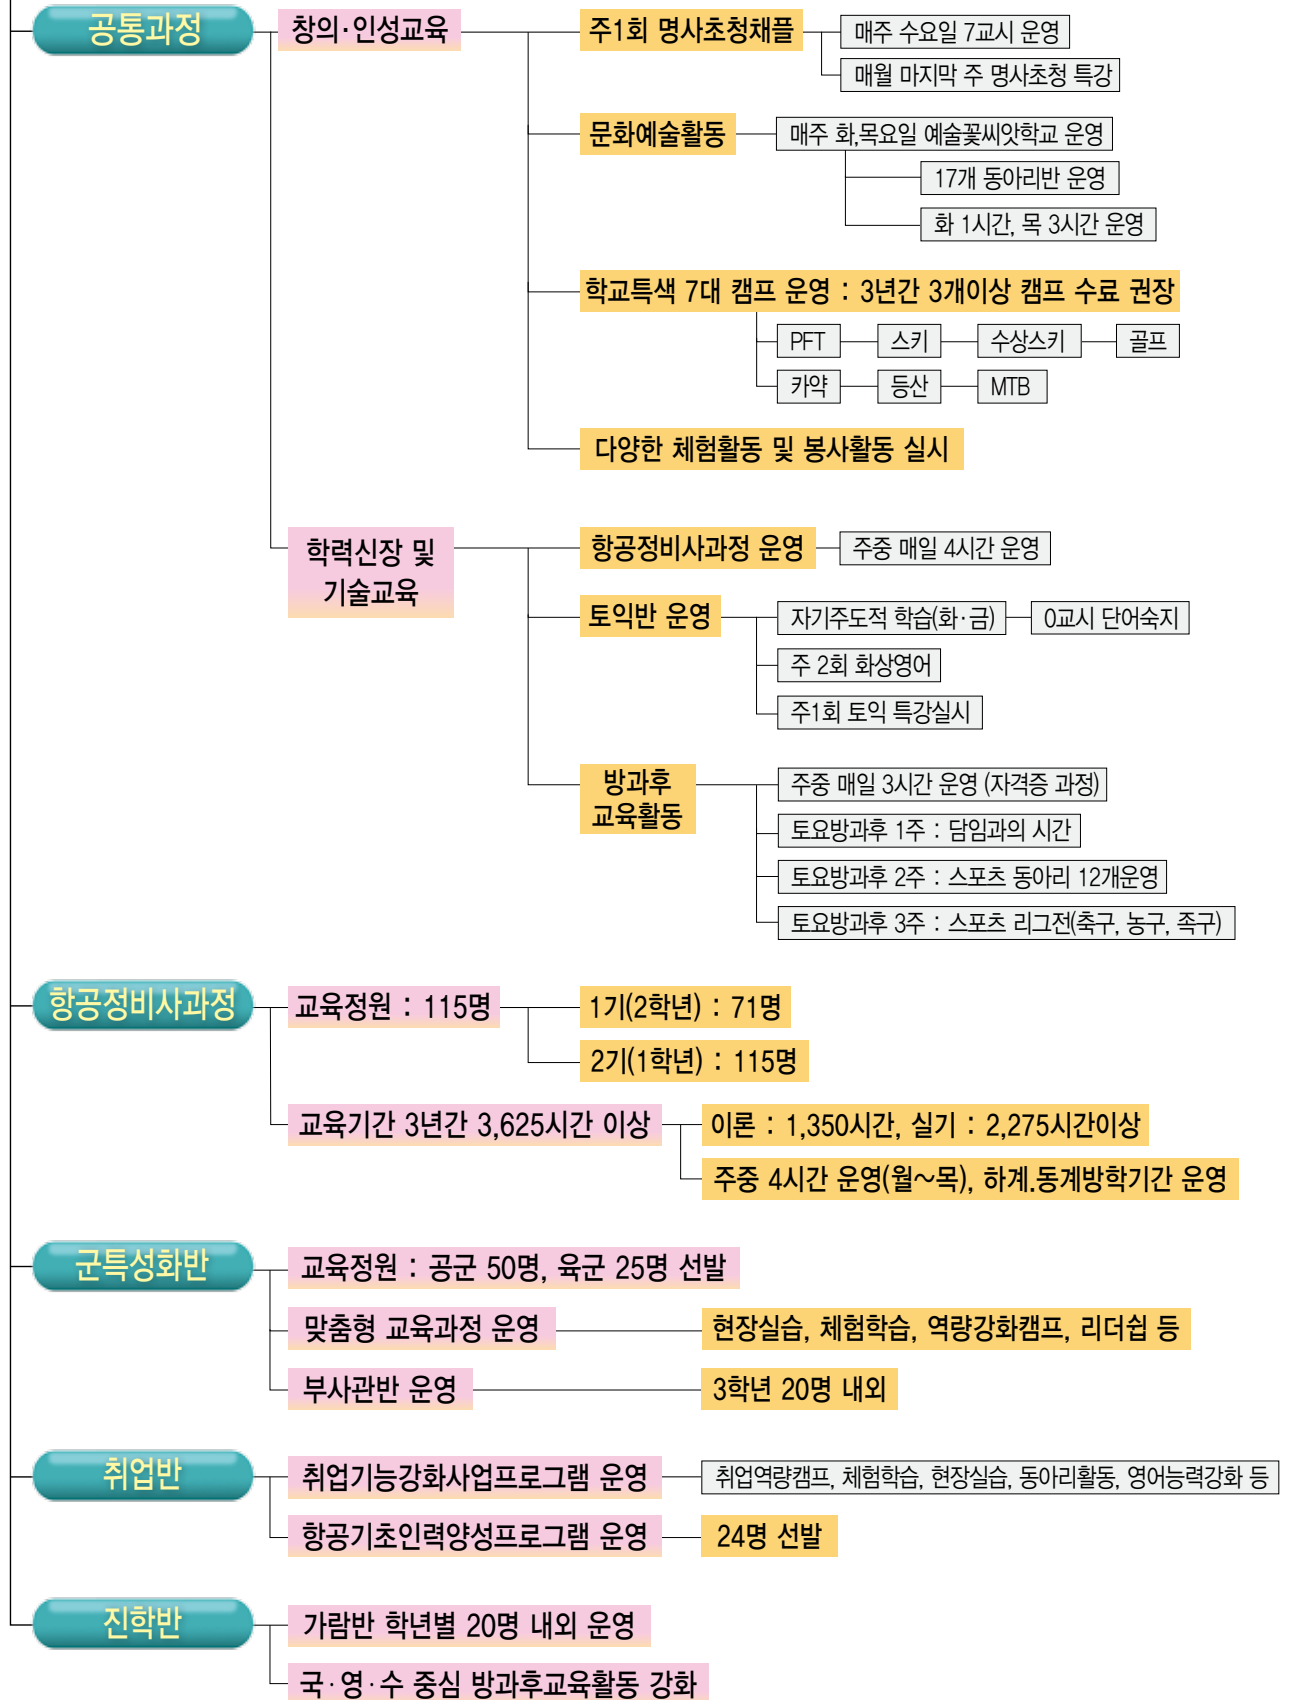 공통과정
창의·인성교육
주1회 명사초청채플
매주 수요일 7교시 운영
매월 마지막 주 명사초청 특강
문화예술활동
매주 화,목요일 예술꽃씨앗학교 운영
17개 동아리반 운영
화 1시간, 목 3시간 운영
학교특색 7대 캠프 운영 : 3년간 3개이상 캠프 수료 권장
PFT
스키
수상스키
골프
카약
등산
MTB
다양한 체험활동 및 봉사활동 실시
학력신장 및
기술교육
항공정비사과정 운영
주중 매일 4시간 운영
토익반 운영
자기주도적 학습(화·금)
0교시 단어숙지
주 2회 화상영어
주1회 토익 특강실시
방과후
교육활동
주중 매일 3시간 운영 (자격증 과정)
토요방과후 1주 : 담임과의 시간
토요방과후 2주 : 스포츠 동아리 12개운영
토요방과후 3주 : 스포츠 리그전(축구, 농구, 족구)
항공정비사과정
교육정원 : 115명
1기(2학년) : 71명
2기(1학년) : 115명
교육기간 3년간 3,625시간 이상
이론 : 1,350시간, 실기 : 2,275시간이상
주중 4시간 운영(월~목), 하계.동계방학기간 운영
군특성화반
교육정원 : 공군 50명, 육군 25명 선발
맞춤형 교육과정 운영
현장실습, 체험학습, 역량강화캠프, 리더쉽 등
부사관반 운영
3학년 20명 내외
취업반
취업기능강화사업프로그램 운영
취업역량캠프, 체험학습, 현장실습, 동아리활동, 영어능력강화 등
항공기초인력양성프로그램 운영
24명 선발
진학반
가람반 학년별 20명 내외 운영
국·영·수 중심 방과후교육활동 강화